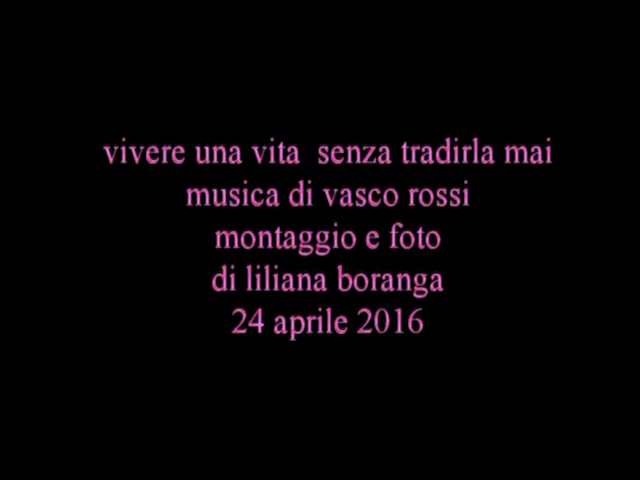 vivere una vita  senza tradirla mai
musica di vasco rossi
montaggio e foto
di liliana boranga
24 aprile 2016